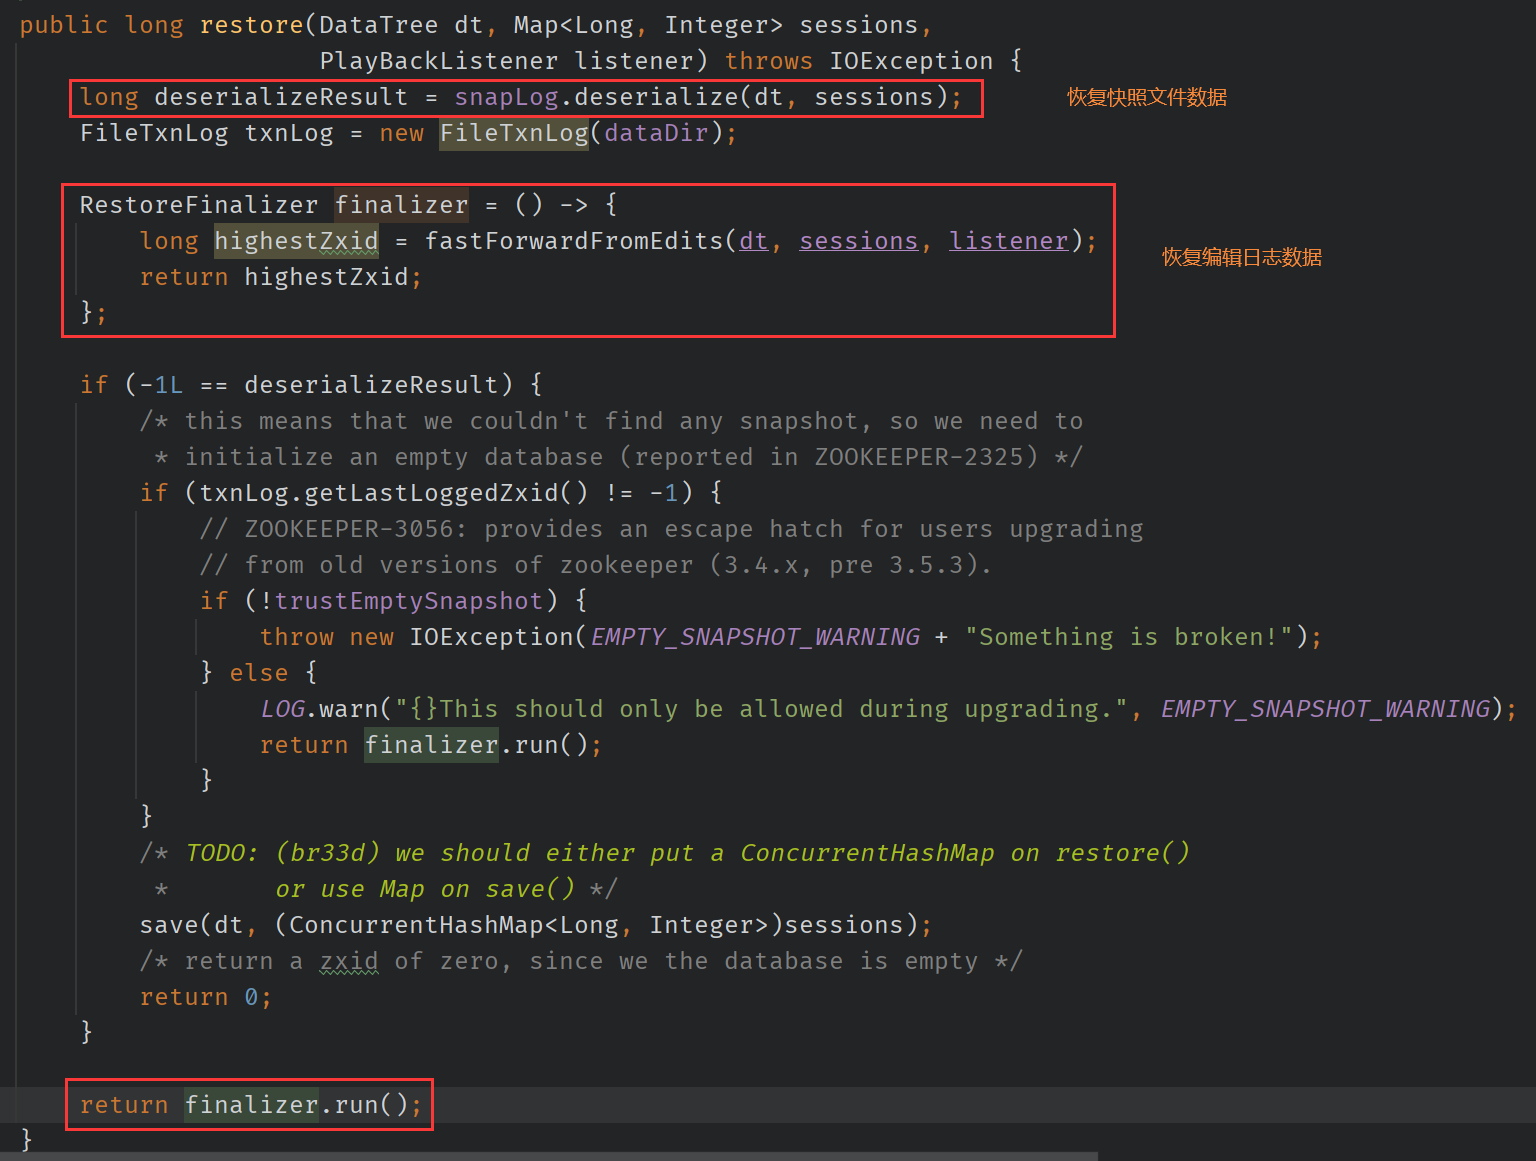 public long restore(DataTree dt, Map<Long, Integer> sessions,
                    PlayBackListener listener) throws IOException {
    long deserializeResult = snapLog.deserialize(dt, sessions);    恢复快照文件数据
    FileTxnLog txnLog = new FileTxnLog(dataDir);

    RestoreFinalizer finalizer = () -> {
        long highestZxid = fastForwardFromEdits(dt, sessions, listener);    恢复编辑日志数据
        return highestZxid;
    };

    if (-1L == deserializeResult) {
        /* this means that we couldn't find any snapshot, so we need to
         * initialize an empty database (reported in ZOOKEEPER-2325) */
        if (txnLog.getLastLoggedZxid() != -1) {
            // ZOOKEEPER-3056: provides an escape hatch for users upgrading
            // from old versions of zookeeper (3.4.x, pre 3.5.3).
            if (!trustEmptySnapshot) {
                throw new IOException(EMPTY_SNAPSHOT_WARNING + "Something is broken!");
            } else {
                LOG.warn("{}This should only be allowed during upgrading.", EMPTY_SNAPSHOT_WARNING);
                return finalizer.run();
            }
        }
        /* TODO: (br33d) we should either put a ConcurrentHashMap on restore()
         *       or use Map on save() */
        save(dt, (ConcurrentHashMap<Long, Integer>)sessions);
        /* return a zxid of zero, since we the database is empty */
        return 0;
    }

    return finalizer.run();
}